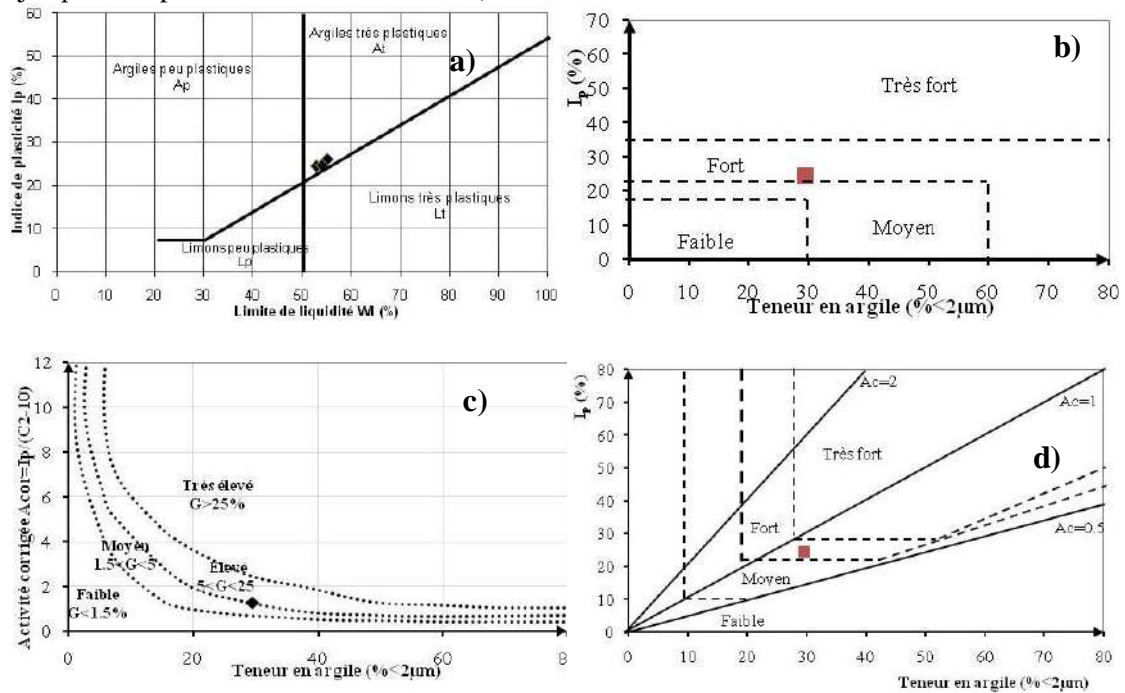 a)
Argiles très plastiques
At
Argiles peu plastiques
Ap
Limons très plastiques
Lt
Limons peu plastiques
Lp
Indice de plasticité Ip (%)
60
50
40
30
20
10
0
0 10 20 30 40 50 60 70 80 90 100
Limite de liquidité Wl (%)
b)
Ip (%)
70
60
50
40
30
20
10
0
Très fort
Fort
Moyen
Faible
0 10 20 30 40 50 60 70 80
Teneur en argile (%<2µm)
c)
Activité corrigée Acor=Ip/(C2-10)
12
10
8
6
4
2
0
Trés élevé
G>25%
Moyen
1.5<G<5
Élevé
5<G<25
Faible
G<1.5%
0 20 40 60 80
Teneur en argile (%<2µm)
d)
Ip (%)
80
70
60
50
40
30
20
10
0
Ac=2
Ac=1
Très fort
Fort
Moyen
Ac=0.5
Faible
0 10 20 30 40 50 60 70 80
Teneur en argile (%<2µm)